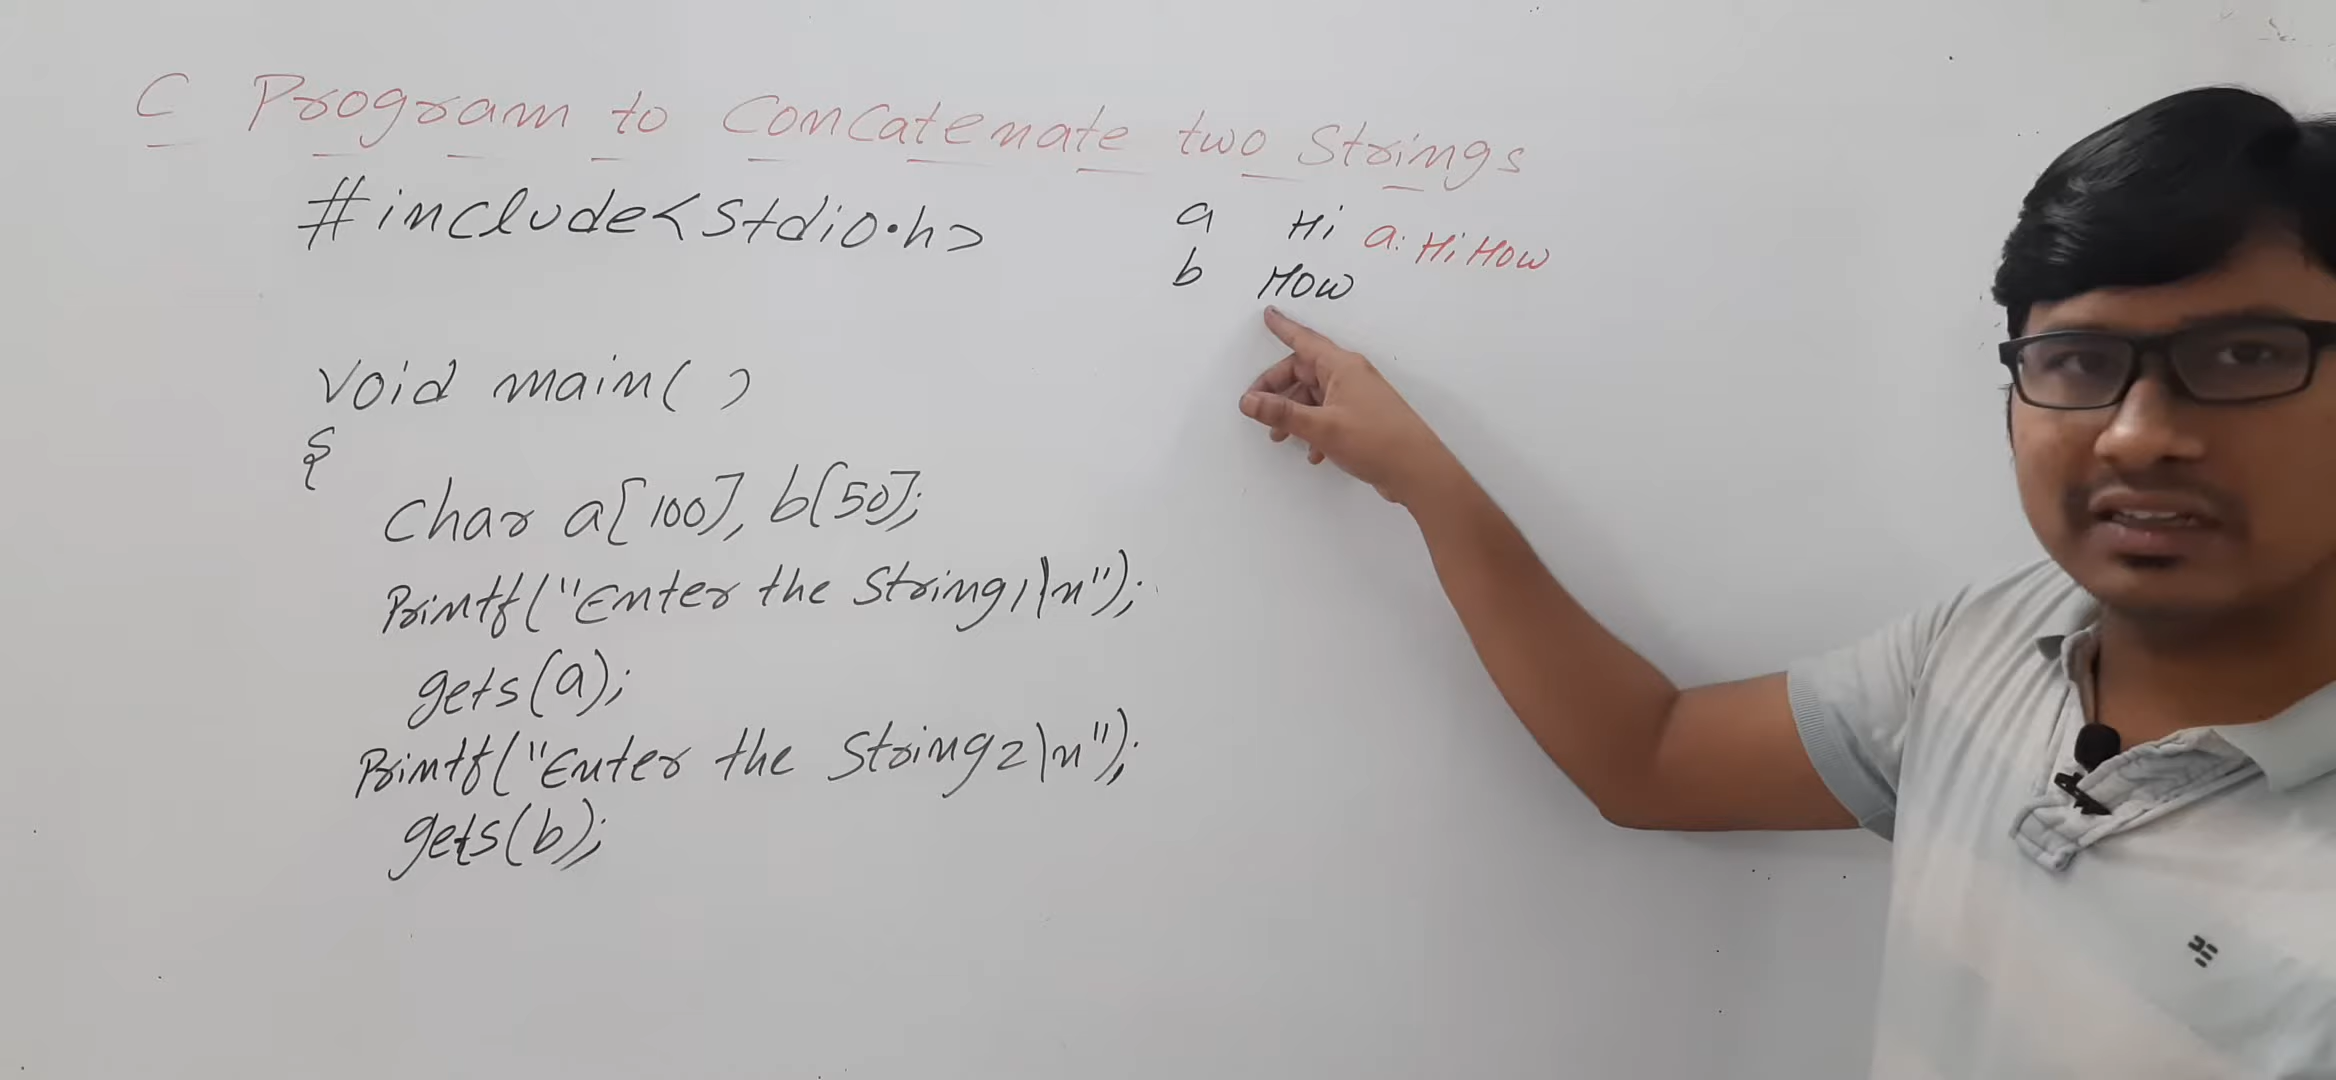 C Program to Concatenate two Strings
#include<stdio.h>
a Hi a: Hi How
b How
void main( )
{
char a[100], b[50];
Printf("Enter the String1\n");
gets(a);
Printf("Enter the String2\n");
gets(b);